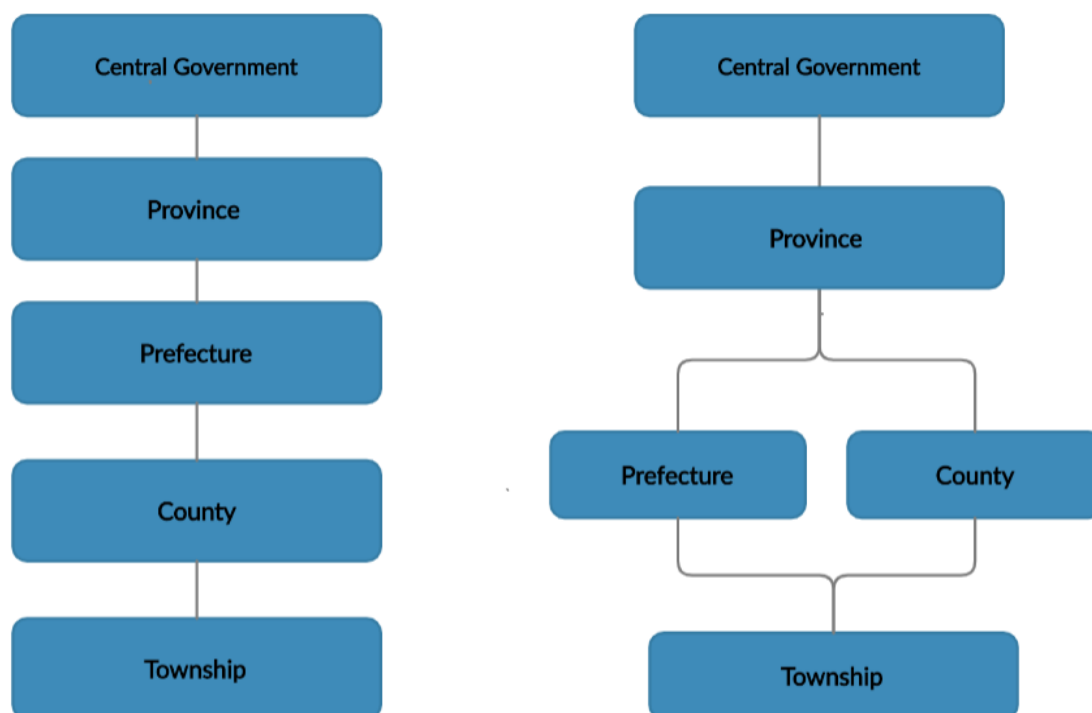 Central Government
Province
Prefecture
County
Township
Central Government
Province
Prefecture
County
Township